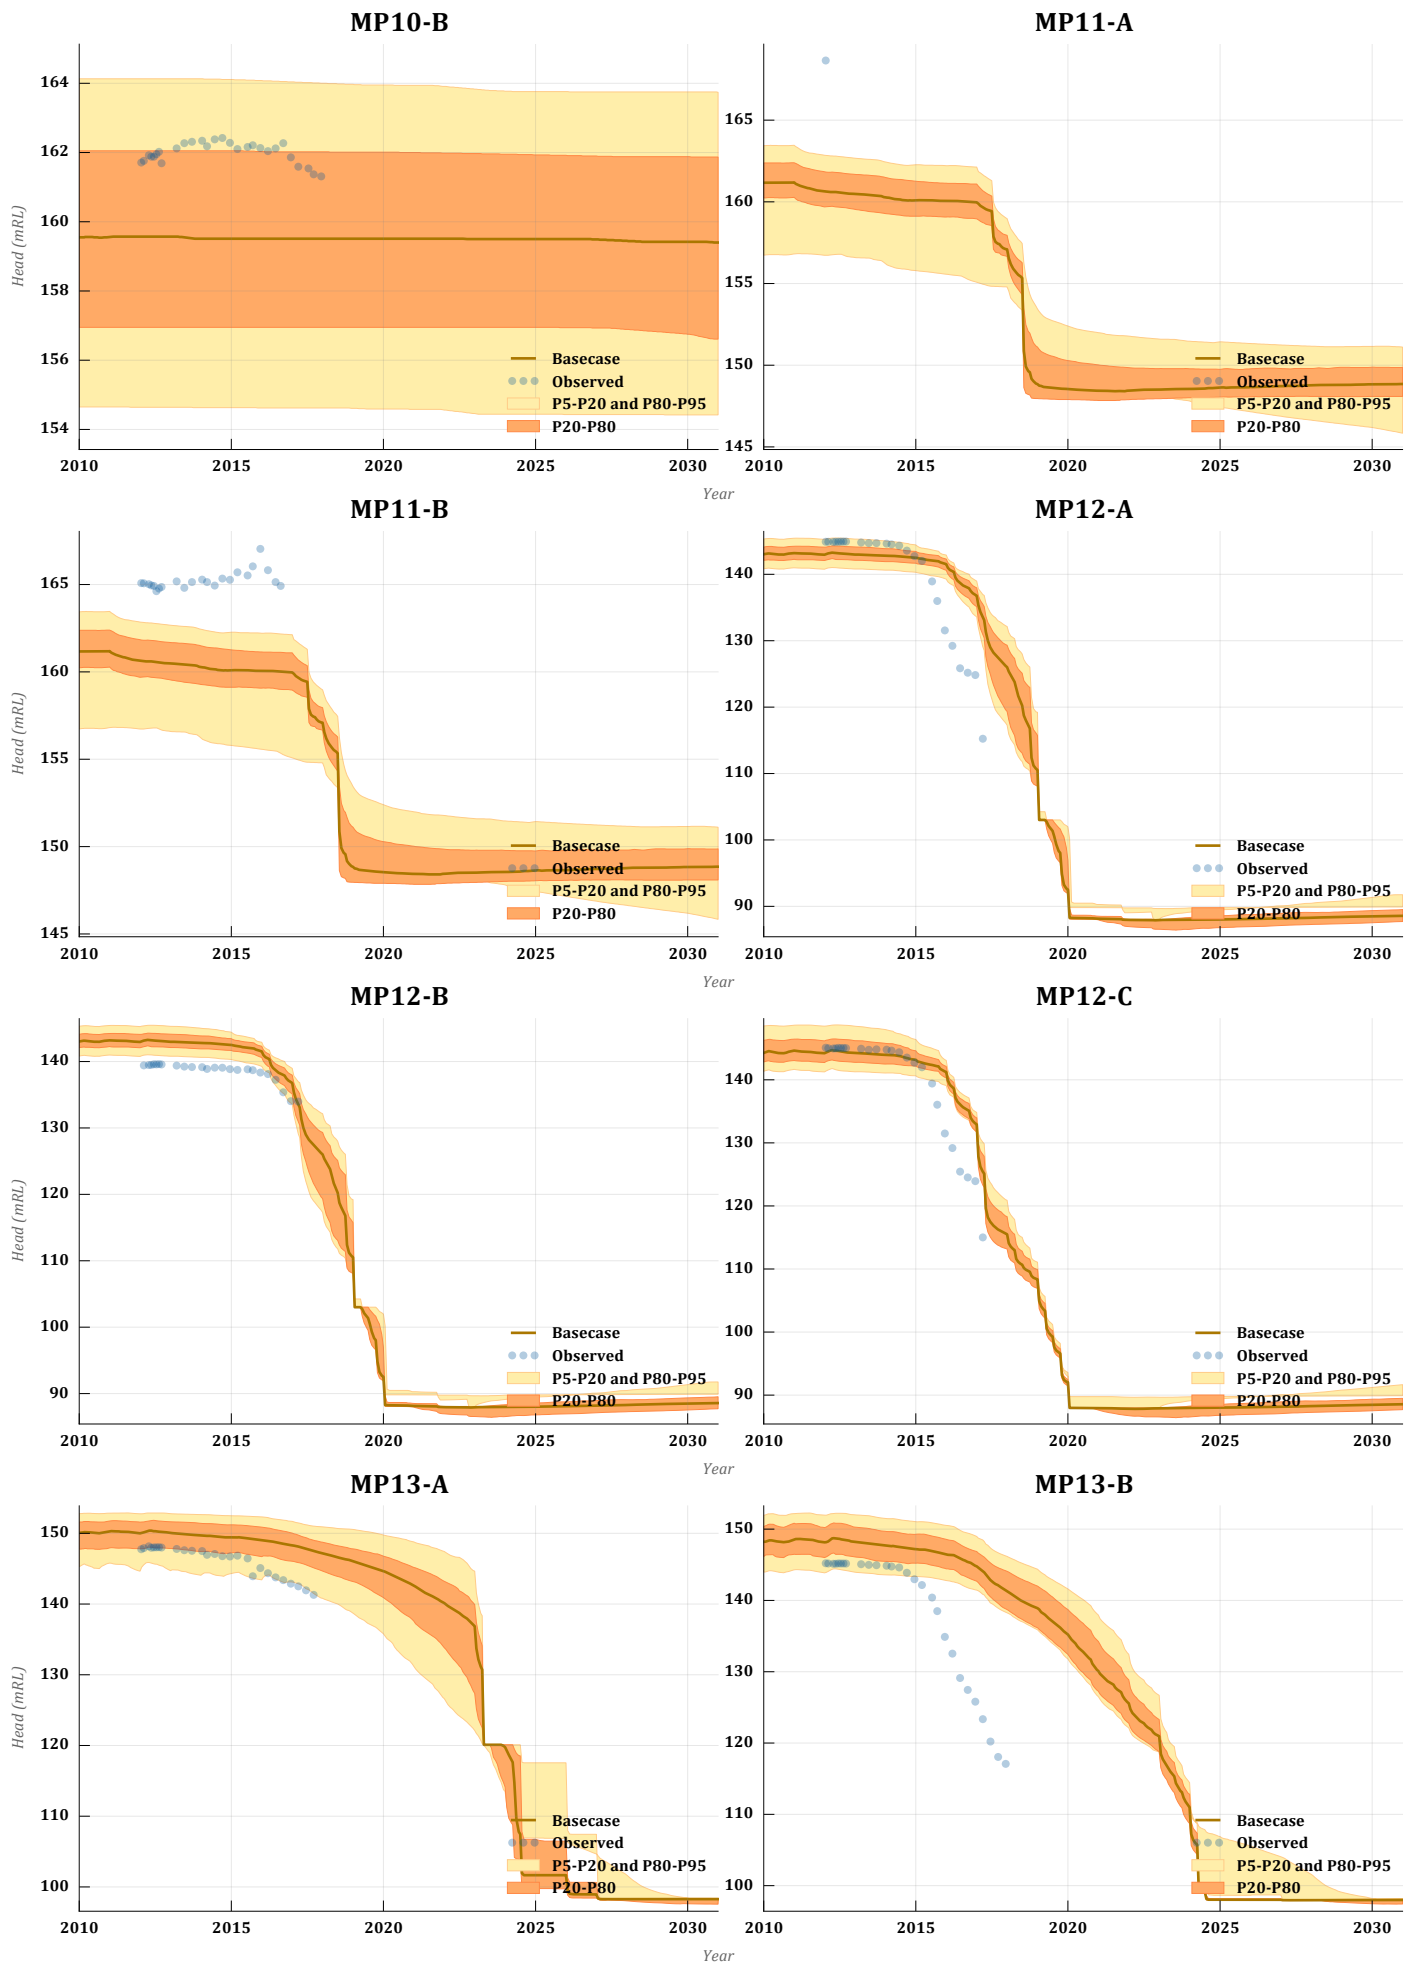 MP10-B
MP11-A
164
162
160
158
156
154
Head (mRL)
165
160
155
150
145
Basecase
Observed
P5-P20 and P80-P95
P20-P80
Basecase
Observed
P5-P20 and P80-P95
P20-P80
2010 2015 2020 2025 2030
2010 2015 2020 2025 2030
Year
MP11-B
MP12-A
165
160
155
150
145
Head (mRL)
140
130
120
110
100
90
Basecase
Observed
P5-P20 and P80-P95
P20-P80
Basecase
Observed
P5-P20 and P80-P95
P20-P80
2010 2015 2020 2025 2030
2010 2015 2020 2025 2030
Year
MP12-B
MP12-C
140
130
120
110
100
90
Head (mRL)
140
130
120
110
100
90
Basecase
Observed
P5-P20 and P80-P95
P20-P80
Basecase
Observed
P5-P20 and P80-P95
P20-P80
2010 2015 2020 2025 2030
2010 2015 2020 2025 2030
Year
MP13-A
MP13-B
150
140
130
120
110
100
Head (mRL)
150
140
130
120
110
100
Basecase
Observed
P5-P20 and P80-P95
P20-P80
Basecase
Observed
P5-P20 and P80-P95
P20-P80
2010 2015 2020 2025 2030
2010 2015 2020 2025 2030
Year